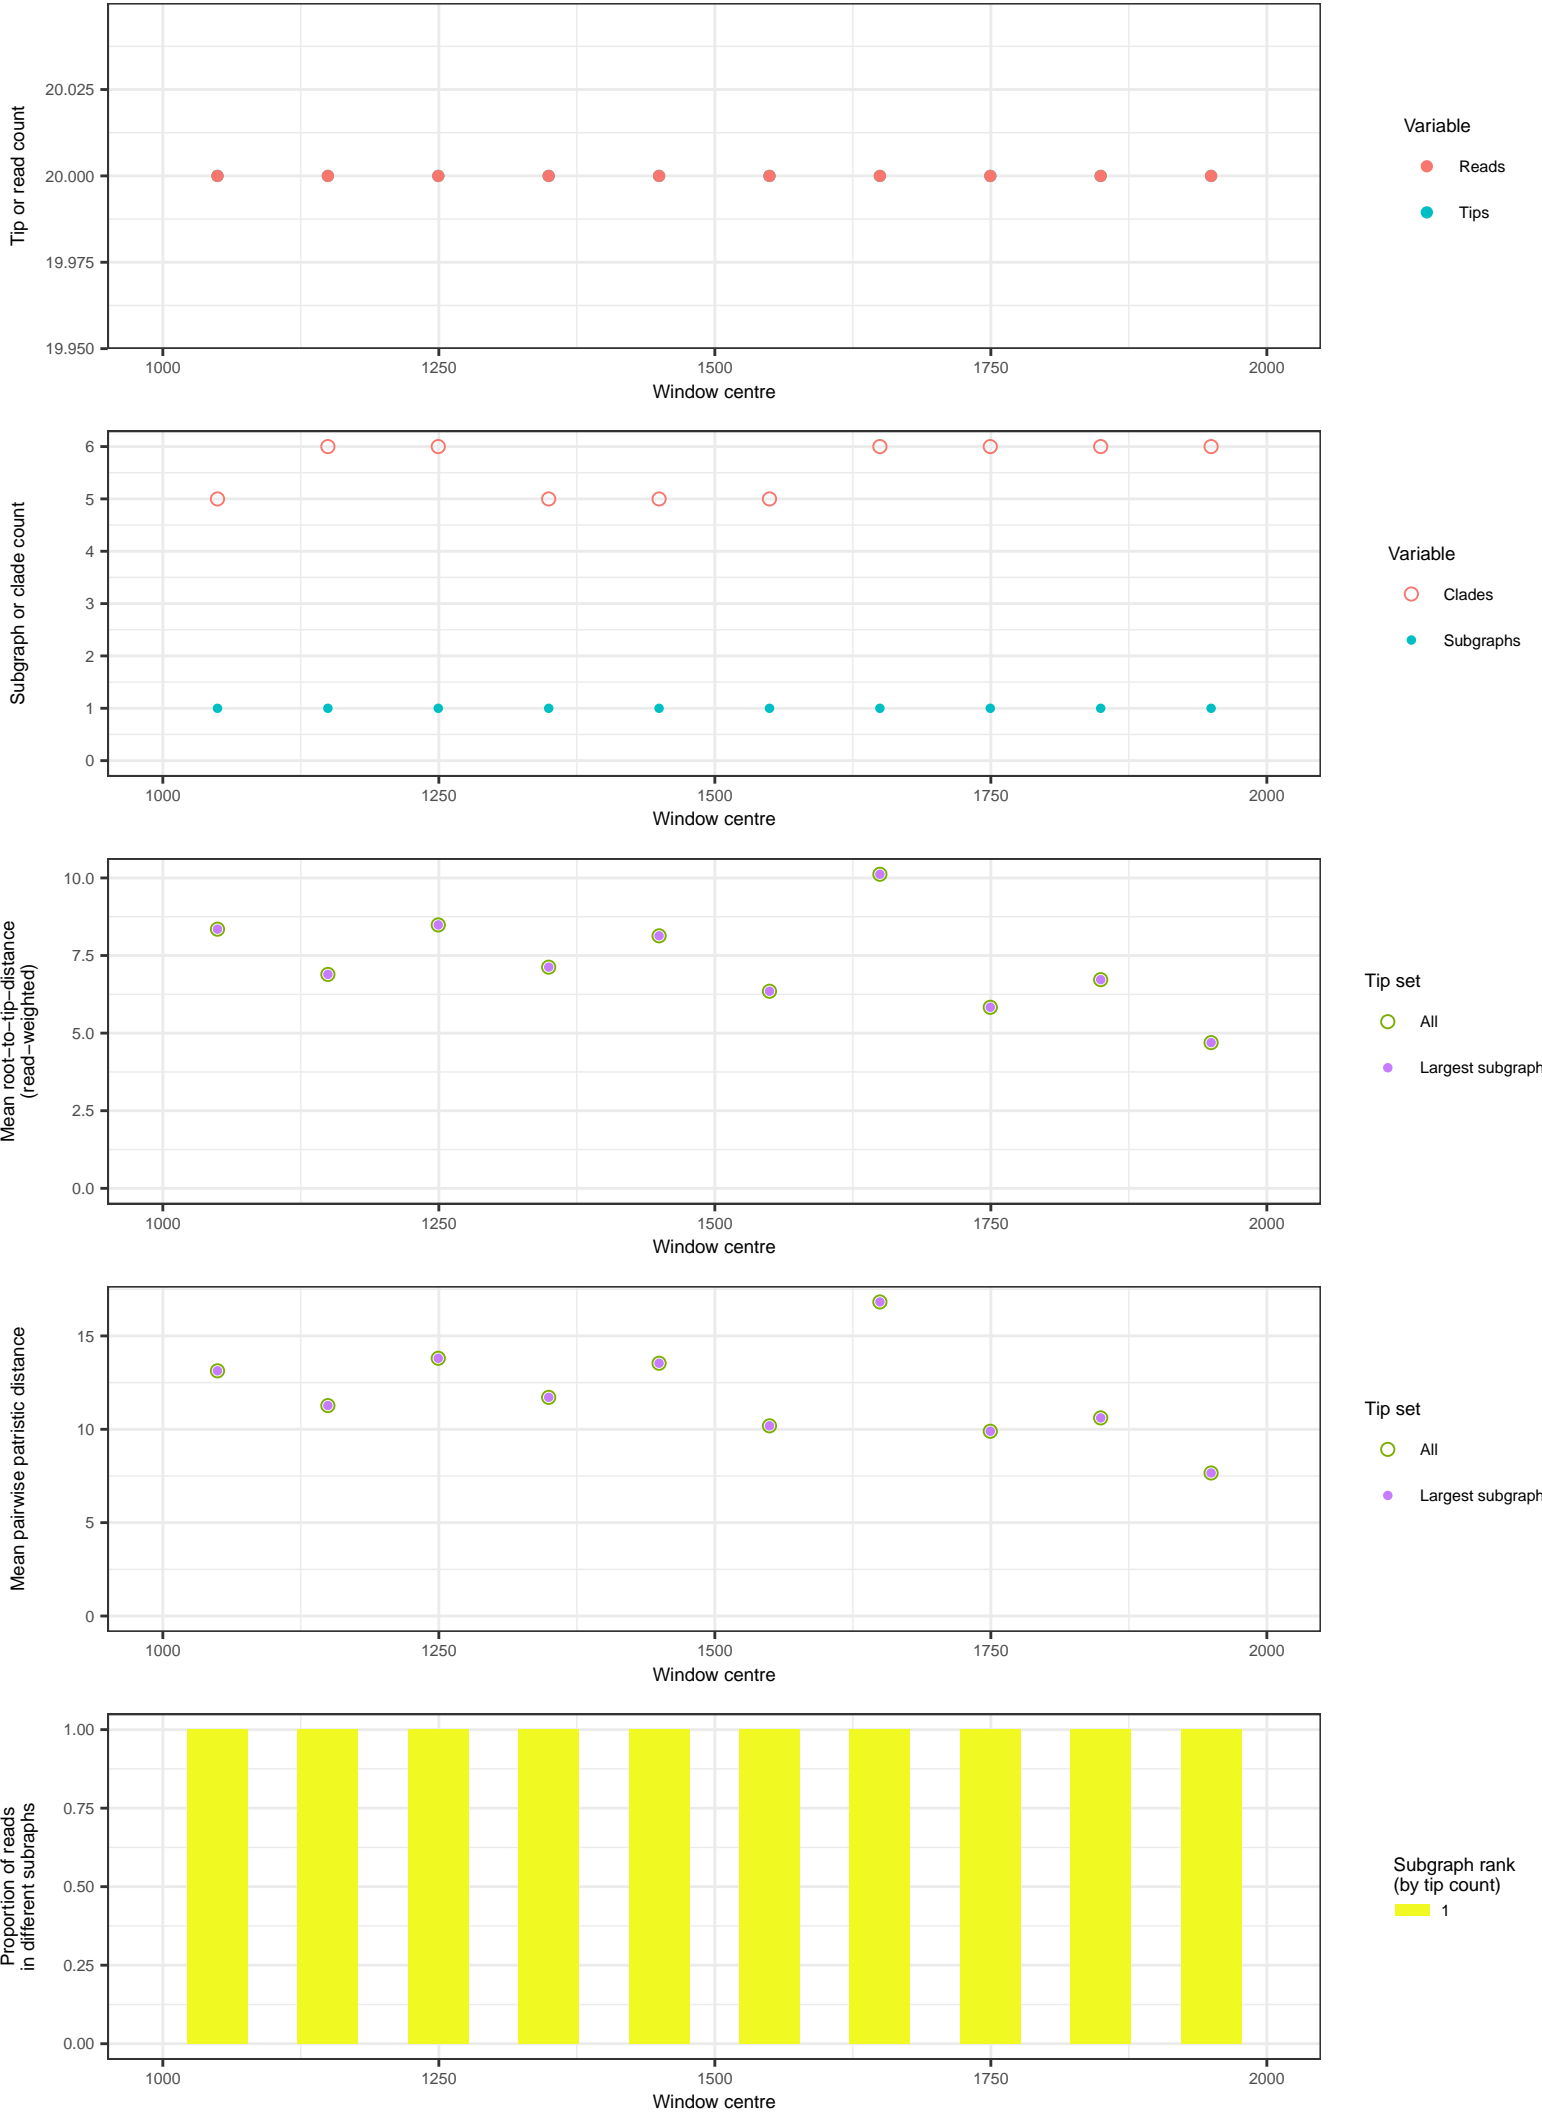 Tip or read count
20.025
20.000
19.975
19.950
1000 1250 1500 1750 2000
Window centre
Variable
Reads
Tips
Subgraph or clade count
6
5
4
3
2
1
0
1000 1250 1500 1750 2000
Window centre
Variable
Clades
Subgraphs
Mean root−to−tip−distance
(read−weighted)
10.0
7.5
5.0
2.5
0.0
1000 1250 1500 1750 2000
Window centre
Tip set
All
Largest subgraph
Mean pairwise patristic distance
15
10
5
0
1000 1250 1500 1750 2000
Window centre
Tip set
All
Largest subgraph
Proportion of reads
in different subraphs
1.00
0.75
0.50
0.25
0.00
1000 1250 1500 1750 2000
Window centre
Subgraph rank
(by tip count)
1